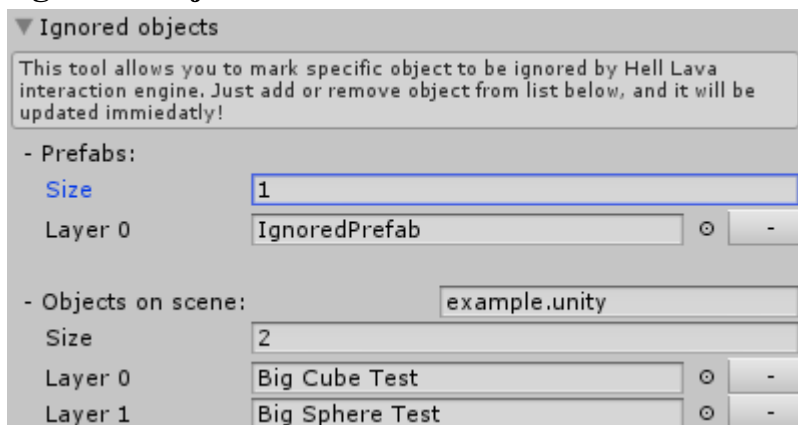 Ignored objects
This tool allows you to mark specific object to be ignored by Hell Lava
interaction engine. Just add or remove object from list below, and it will be
updated immiedatly!
- Prefabs:
Size 1
Layer 0 IgnoredPrefab -
- Objects on scene: example.unity
Size 2
Layer 0 Big Cube Test -
Layer 1 Big Sphere Test -